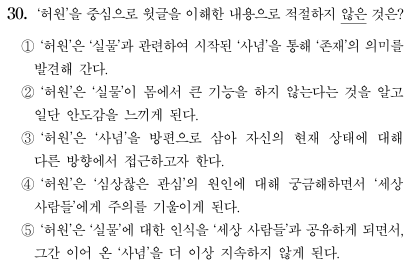 30. '허원'을 중심으로 윗글을 이해한 내용으로 적절하지 않은 것은?
① '허원'은 '실물'과 관련하여 시작된 '사념'을 통해 '존재'의 의미를
발견해 간다.
② '허원'은 '실물'이 몸에서 큰 기능을 하지 않는다는 것을 알고
일단 안도감을 느끼게 된다.
③ '허원'은 '사념'을 방편으로 삼아 자신의 현재 상태에 대해
다른 방향에서 접근하고자 한다.
④ '허원'은 '심상찮은 관심'의 원인에 대해 궁금해하면서 '세상
사람들'에게 주의를 기울이게 된다.
⑤ '허원'은 '실물'에 대한 인식을 '세상 사람들'과 공유하게 되면서,
그간 이어 온 '사념'을 더 이상 지속하지 않게 된다.